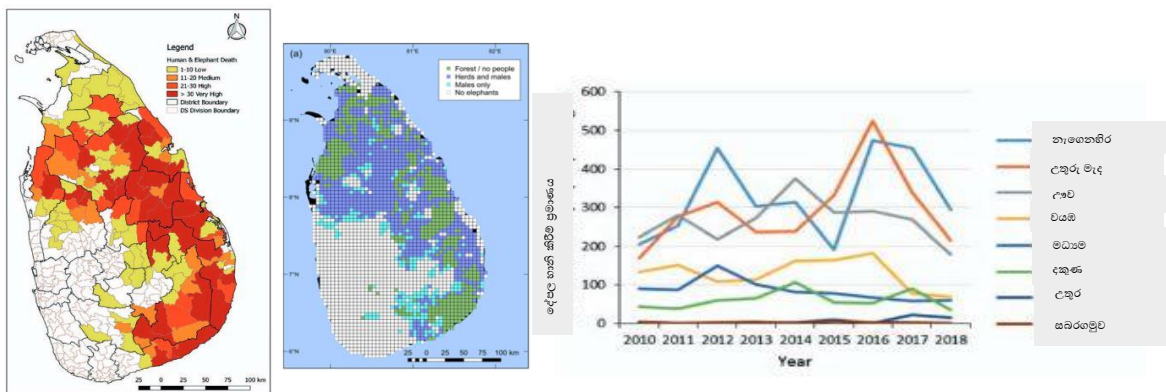 N
Legend
Human & Elephant Death
1-10 Low
11-20 Medium
21-30 High
> 30 Very High
District Boundary
DS Division Boundary
25 0 25 50 75 100 km
(a)
80°E 81°E 82°E
Forest / no people
Herds and males
Males only
No elephants
9°N
8°N
7°N
6°N
25 0 25 50 75 100 km
දේපල හානි කිරීම් ප්‍රමාණය
600
500
400
300
200
100
0
2010 2011 2012 2013 2014 2015 2016 2017 2018
Year
නැගෙනහිර
උතුරු මැද
ඌව
වයඹ
මධ්‍යම
දකුණ
උතුර
සබරගමුව